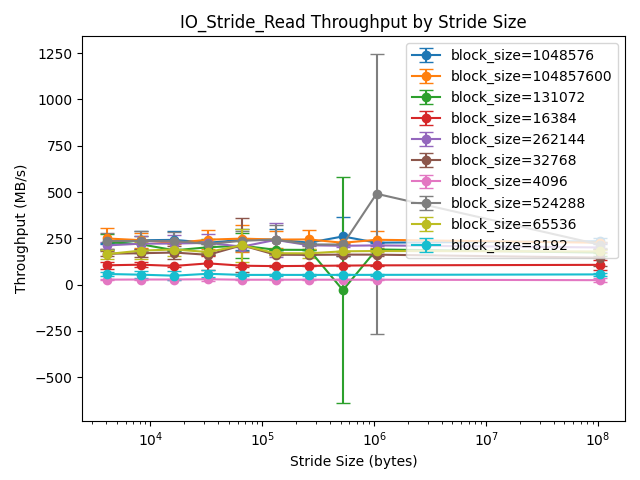 IO_Stride_Read Throughput by Stride Size
1250
1000
750
500
250
0
−250
−500
Throughput (MB/s)
10^4
10^5
10^6
10^7
10^8
Stride Size (bytes)
block_size=1048576
block_size=104857600
block_size=131072
block_size=16384
block_size=262144
block_size=32768
block_size=4096
block_size=524288
block_size=65536
block_size=8192